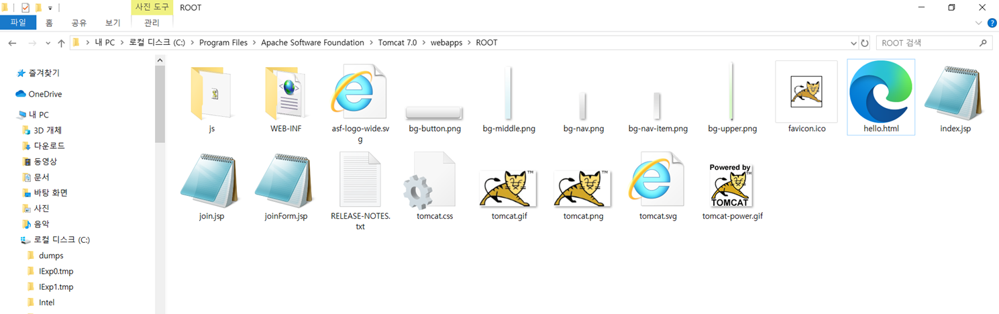 사진 도구
ROOT
파일
홈
공유
보기
관리
내 PC
로컬 디스크 (C:)
Program Files
Apache Software Foundation
Tomcat 7.0
webapps
ROOT
ROOT 검색
즐겨찾기
OneDrive
내 PC
3D 개체
다운로드
동영상
문서
바탕 화면
사진
음악
로컬 디스크 (C:)
dumps
IExp0.tmp
IExp1.tmp
Intel
js
WEB-INF
asf-logo-wide.sv
g
bg-button.png
bg-middle.png
bg-nav.png
bg-nav-item.png
bg-upper.png
favicon.ico
hello.html
index.jsp
join.jsp
joinForm.jsp
RELEASE-NOTES.
txt
tomcat.css
TM
tomcat.gif
TM
tomcat.png
tomcat.svg
Powered by
TOMCAT
tomcat-power.gif